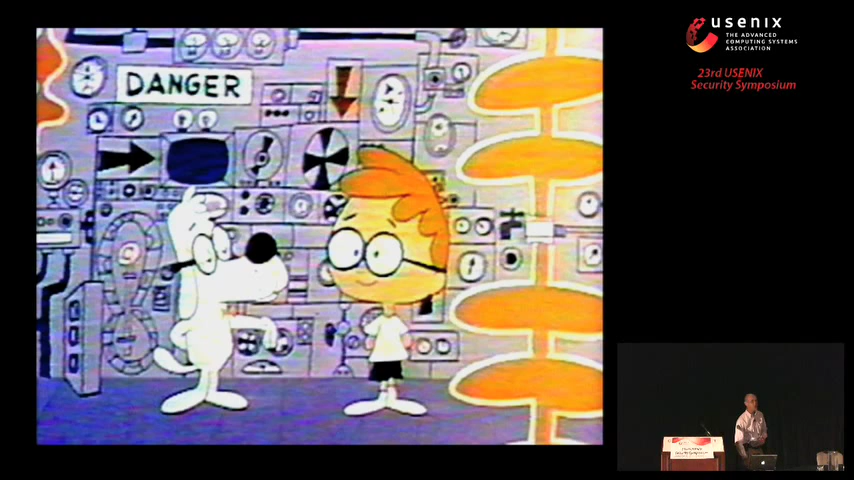 DANGER
usenix
THE ADVANCED
COMPUTING SYSTEMS
ASSOCIATION
23rd USENIX
Security Symposium